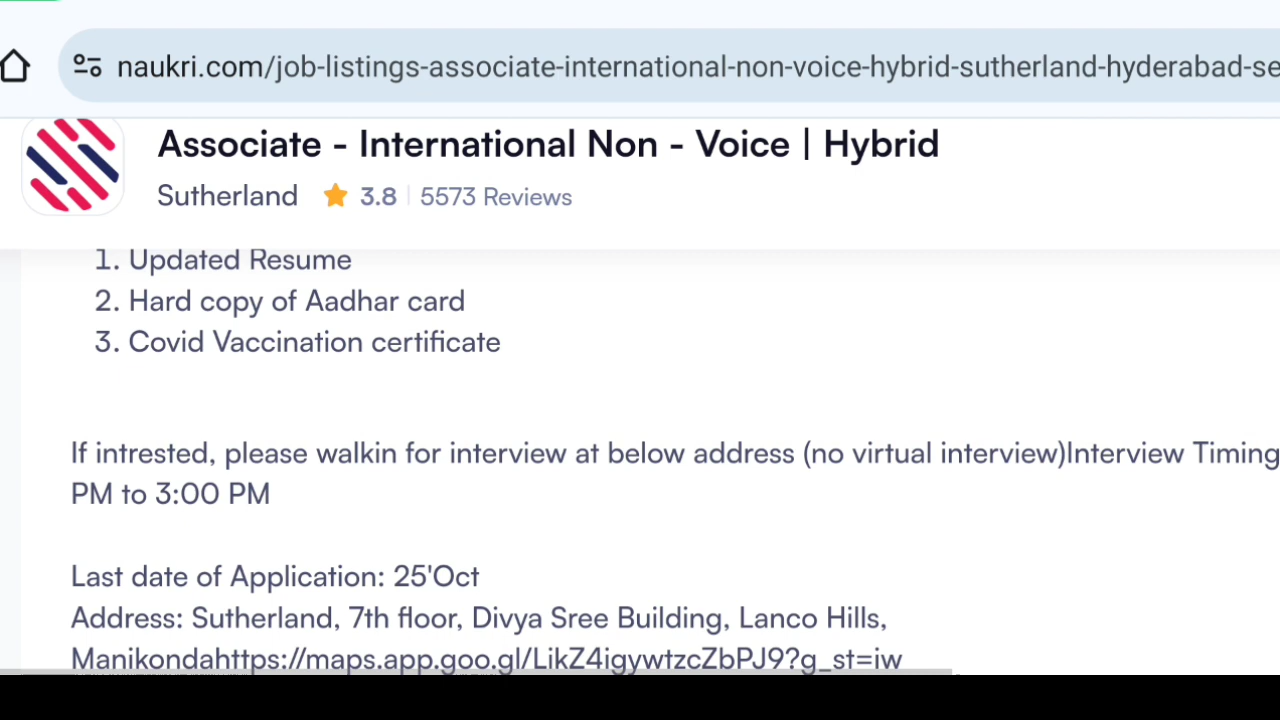 naukri.com/job-listings-associate-international-non-voice-hybrid-sutherland-hyderabad-se
Associate - International Non - Voice | Hybrid
Sutherland 3.8 | 5573 Reviews
1. Updated Resume
2. Hard copy of Aadhar card
3. Covid Vaccination certificate
If intrested, please walkin for interview at below address (no virtual interview)Interview Timing
PM to 3:00 PM
Last date of Application: 25'Oct
Address: Sutherland, 7th floor, Divya Sree Building, Lanco Hills,
Manikondahttps://maps.app.goo.gl/LikZ4igywtzcZbPJ9?g_st=iw